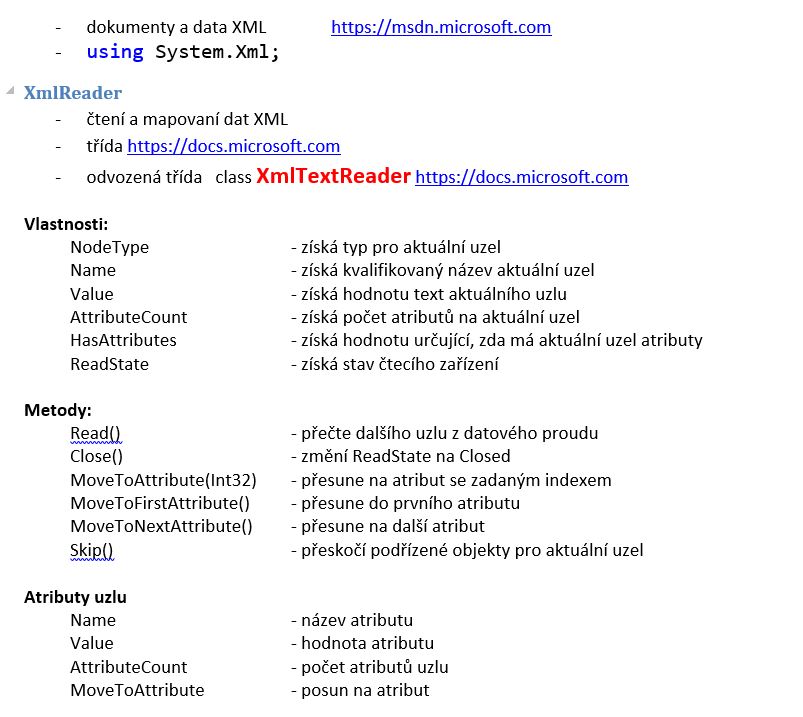 - dokumenty a data XML https://msdn.microsoft.com
- using System.Xml;
XmlReader
- čtení a mapovaní dat XML
- třída https://docs.microsoft.com
- odvozená třída class XmlTextReader https://docs.microsoft.com
Vlastnosti:
NodeType - získá typ pro aktuální uzel
Name - získá kvalifikovaný název aktuální uzel
Value - získá hodnotu text aktuálního uzlu
AttributeCount - získá počet atributů na aktuální uzel
HasAttributes - získá hodnotu určující, zda má aktuální uzel atributy
ReadState - získá stav čtecího zařízení
Metody:
Read() - přečte dalšího uzlu z datového proudu
Close() - změní ReadState na Closed
MoveToAttribute(Int32) - přesune na atribut se zadaným indexem
MoveToFirstAttribute() - přesune do prvního atributu
MoveToNextAttribute() - přesune na další atribut
Skip() - přeskočí podřízené objekty pro aktuální uzel
Atributy uzlu
Name - název atributu
Value - hodnota atributu
AttributeCount - počet atributů uzlu
MoveToAttribute - posun na atribut